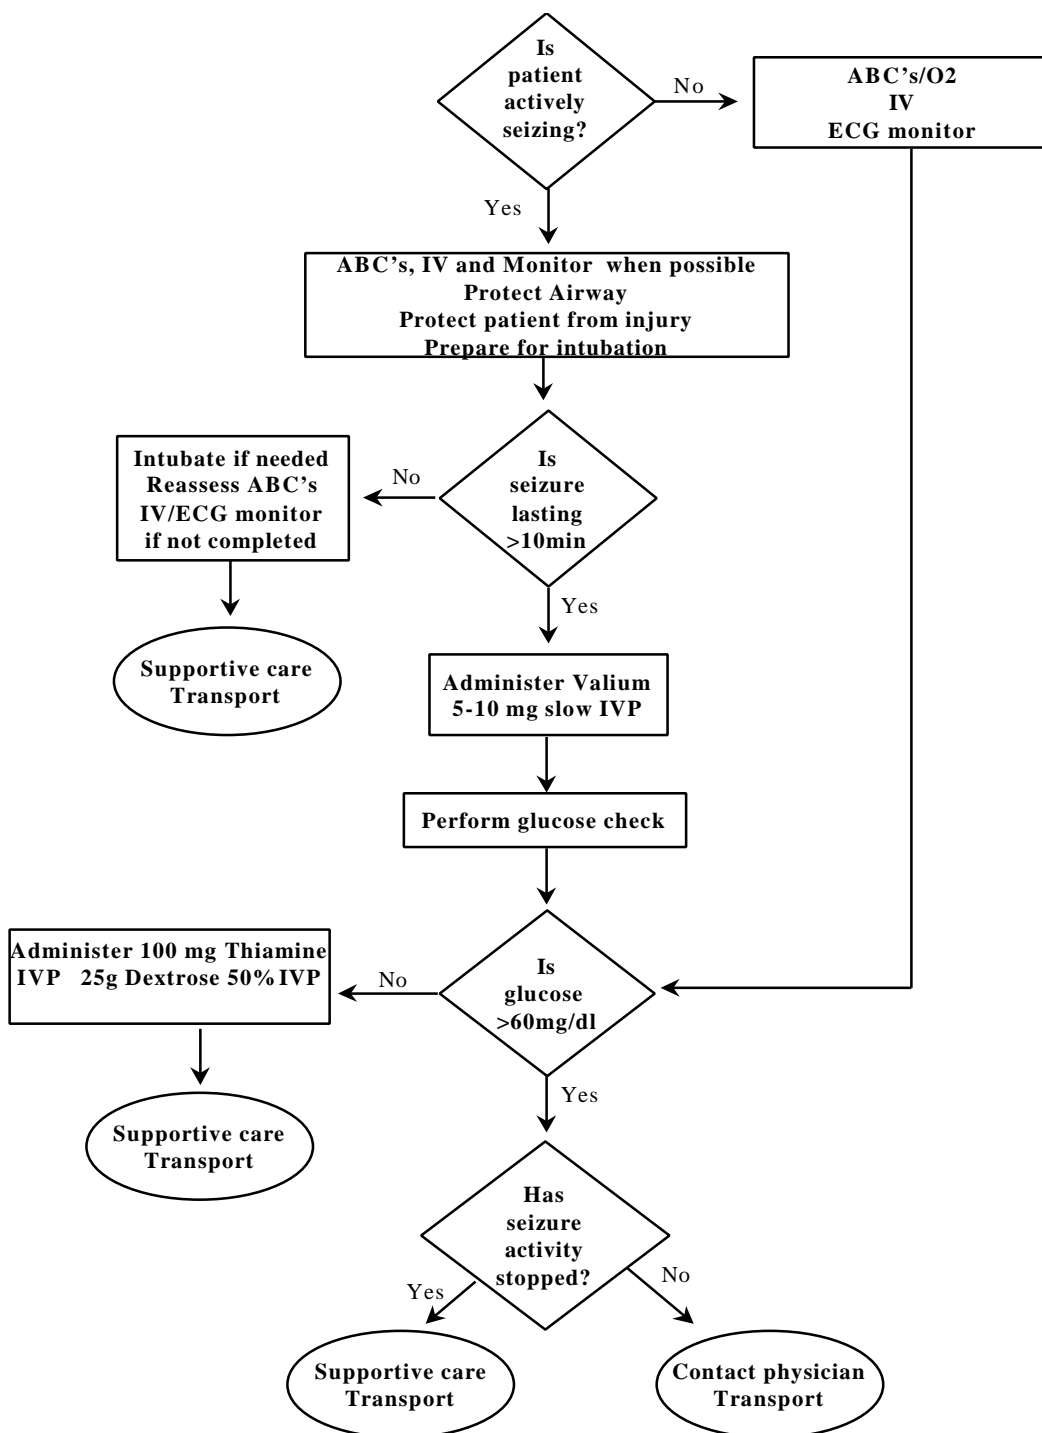 Is
patient
actively
seizing?
No
ABC’s/O2
IV
ECG monitor
Yes
ABC’s, IV and Monitor when possible
Protect Airway
Protect patient from injury
Prepare for intubation
Is
seizure
lasting
>10min
No
Intubate if needed
Reassess ABC’s
IV/ECG monitor
if not completed
Supportive care
Transport
Yes
Administer Valium
5-10 mg slow IVP
Perform glucose check
Is
glucose
>60mg/dl
No
Administer 100 mg Thiamine
IVP 25g Dextrose 50% IVP
Supportive care
Transport
Yes
Has
seizure
activity
stopped?
Yes
No
Supportive care
Transport
Contact physician
Transport